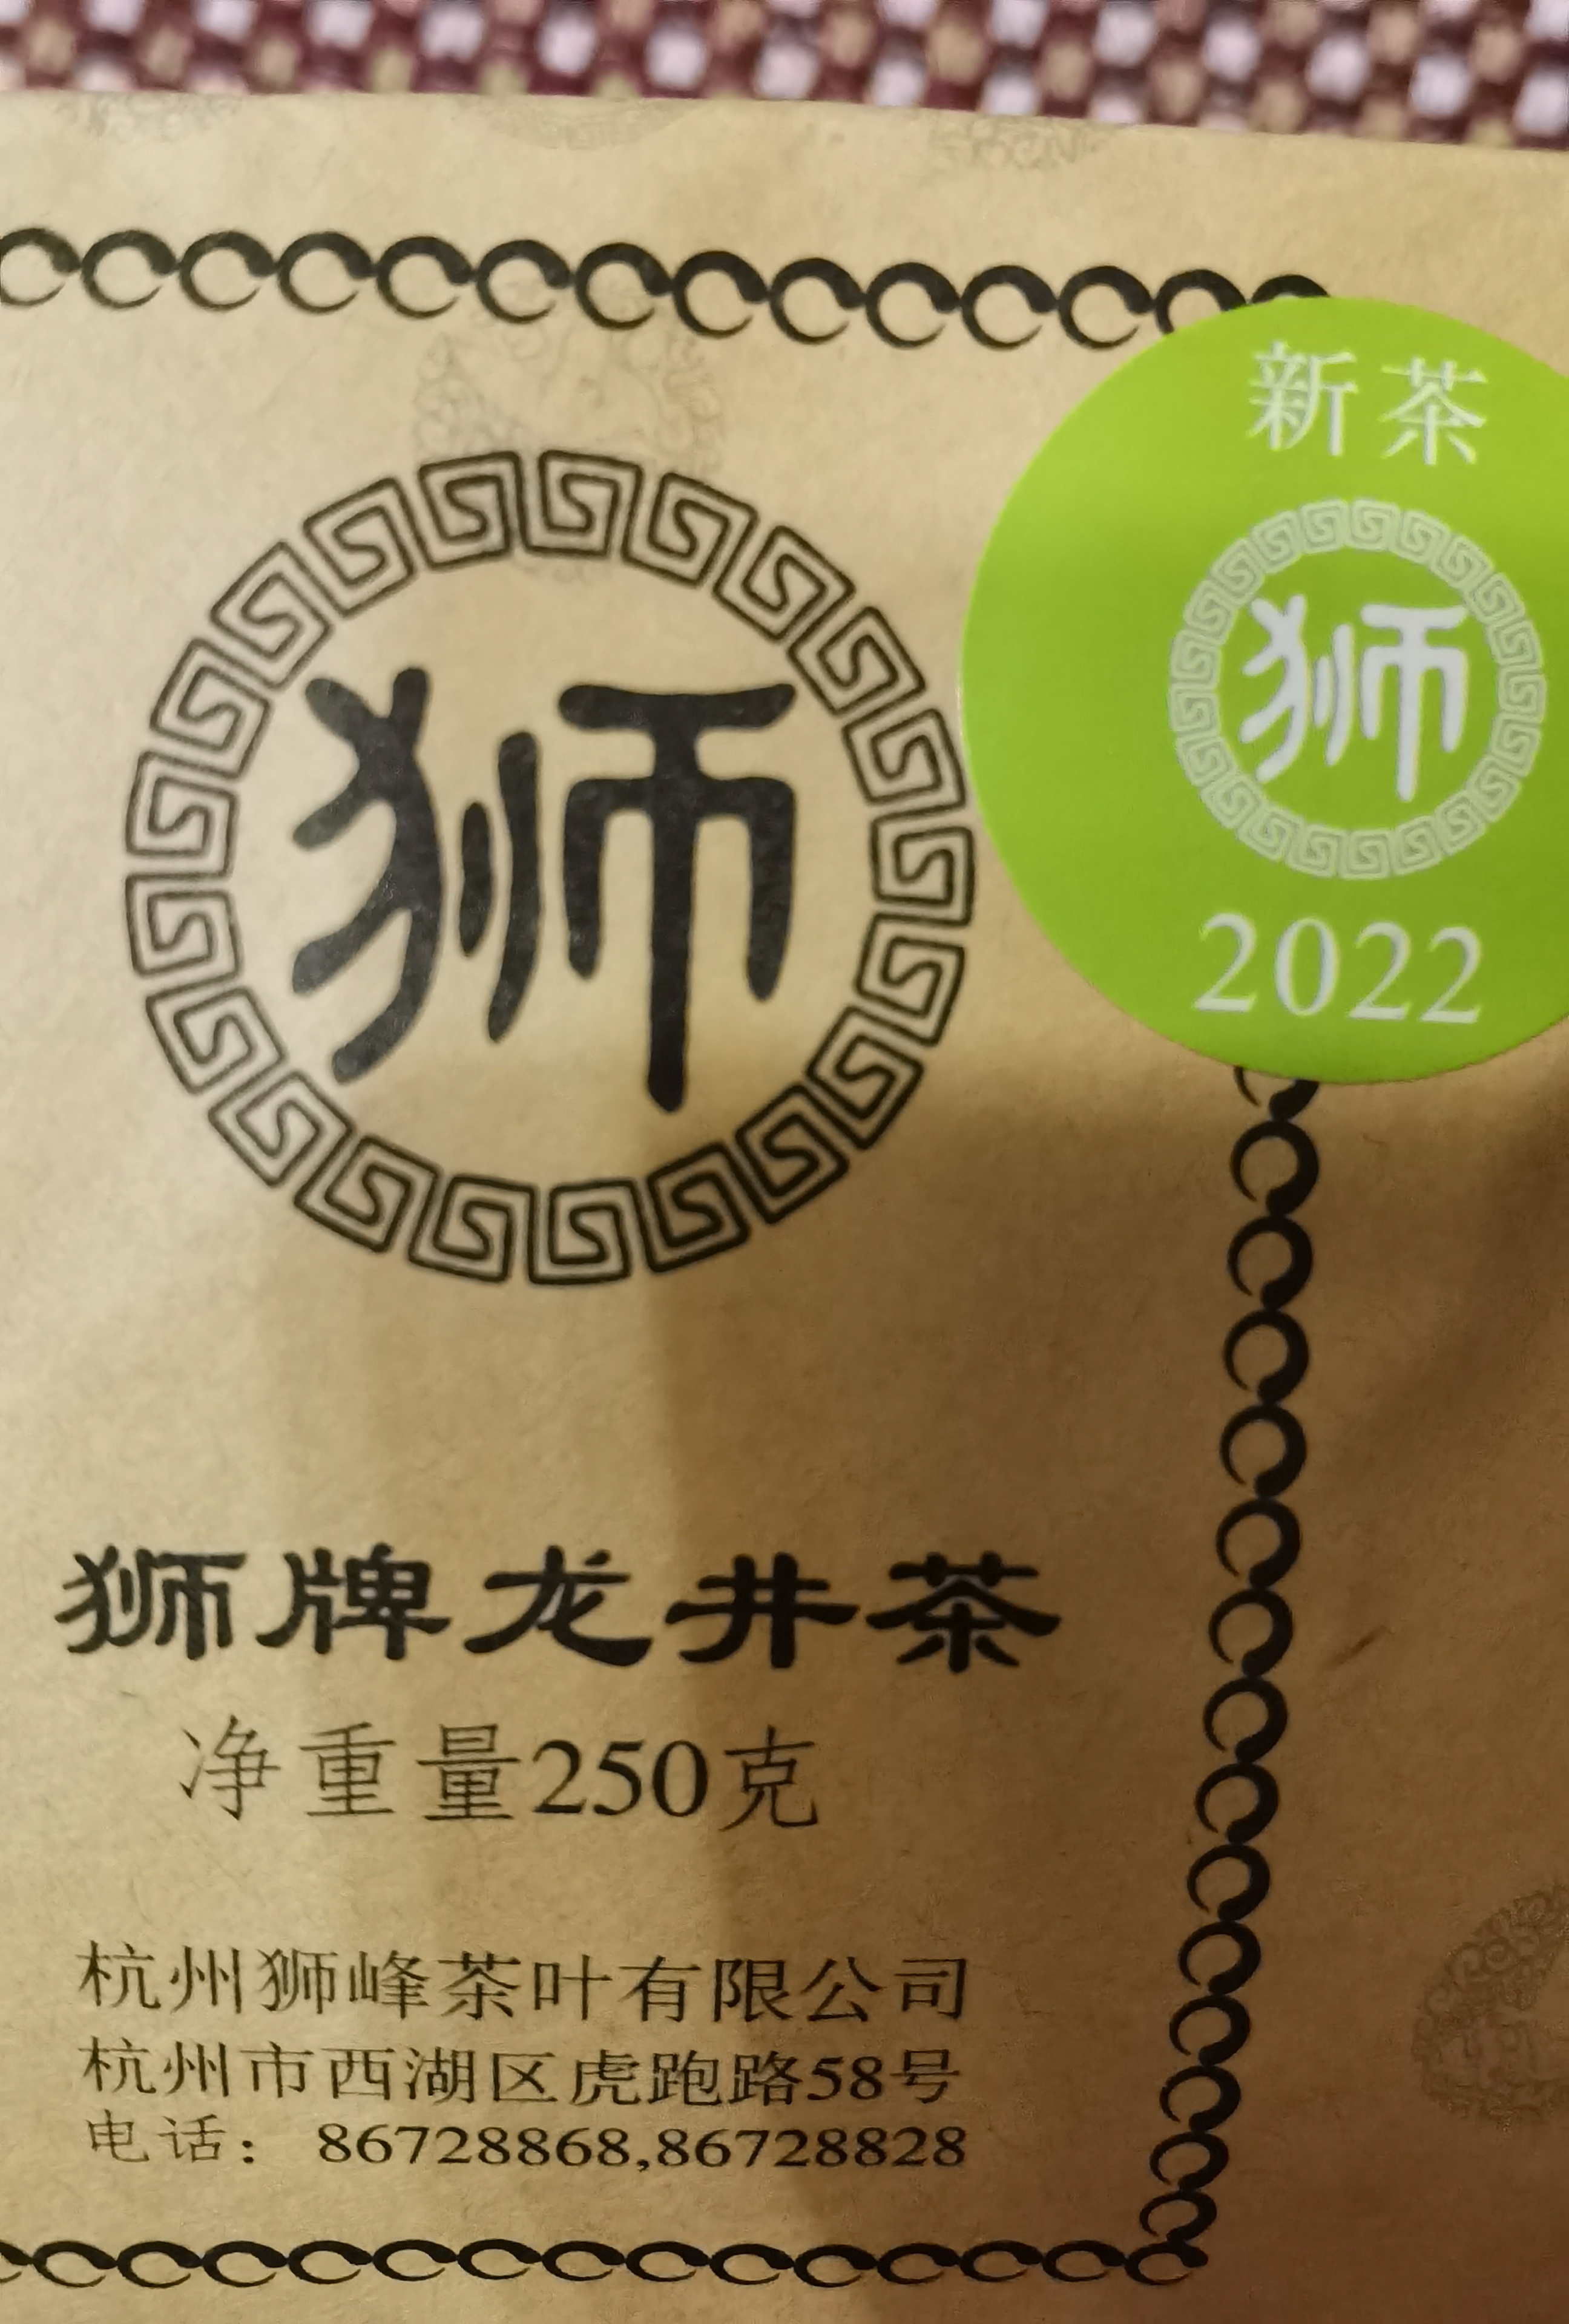 新茶
狮
2022
狮
狮牌龙井茶
净重量250克
杭州狮峰茶叶有限公司
杭州市西湖区虎跑路58号
电话：86728868,86728828